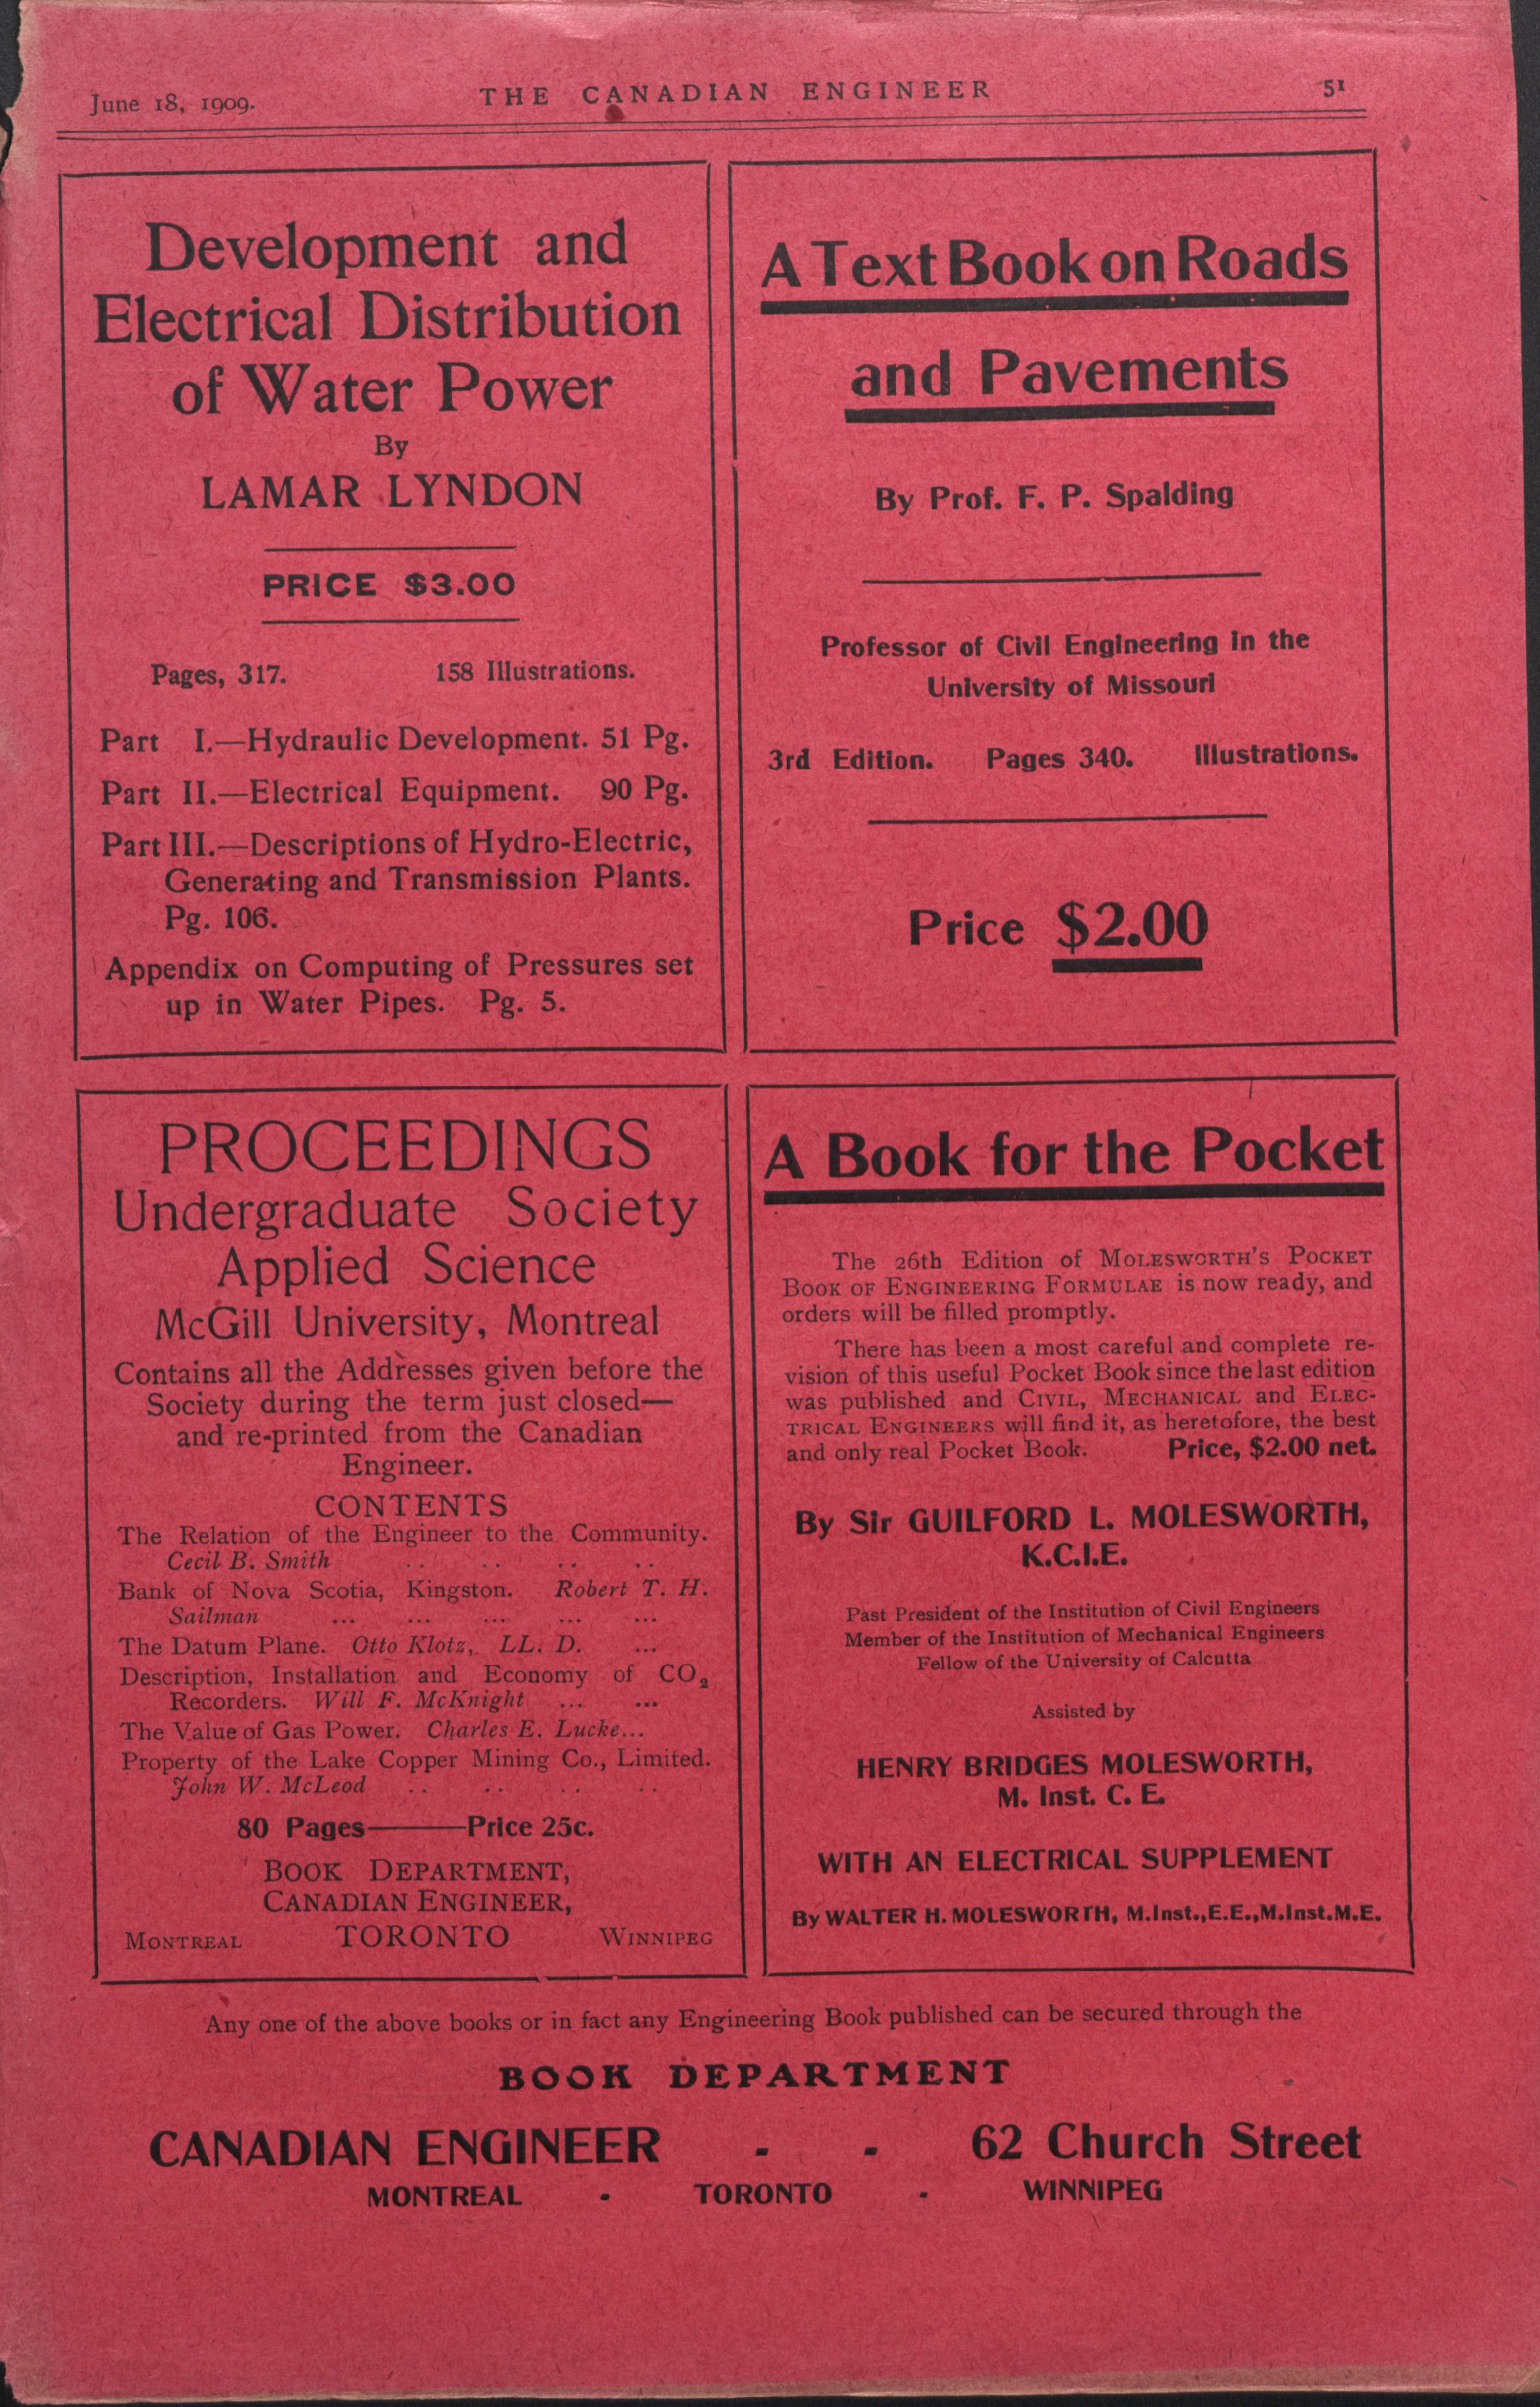 June 18, 1909.
THE CANADIAN ENGINEER
51
Development and
Electrical Distribution
of Water Power
By
LAMAR LYNDON
PRICE $3.00
Pages, 317. 158 Illustrations.
Part I.—Hydraulic Development. 51 Pg.
Part II.—Electrical Equipment. 90 Pg.
Part III.—Descriptions of Hydro-Electric,
Generating and Transmission Plants.
Pg. 106.
Appendix on Computing of Pressures set
up in Water Pipes. Pg. 5.
A Text Book on Roads
and Pavements
By Prof. F. P. Spalding
Professor of Civil Engineering in the
University of Missouri
3rd Edition. Pages 340. Illustrations.
Price $2.00
PROCEEDINGS
Undergraduate Society
Applied Science
McGill University, Montreal
Contains all the Addresses given before the
Society during the term just closed—
and re-printed from the Canadian
Engineer.
CONTENTS
The Relation of the Engineer to the Community.
Cecil B. Smith .. .. .. ..
Bank of Nova Scotia, Kingston. Robert T. H.
Sailman ... ... ... ... ...
The Datum Plane. Otto Klotz, LL. D. ...
Description, Installation and Economy of CO₂
Recorders. Will F. McKnight ... ...
The Value of Gas Power. Charles E. Lucke...
Property of the Lake Copper Mining Co., Limited.
John W. McLeod .. .. .. ..
80 Pages——Price 25c.
BOOK DEPARTMENT,
CANADIAN ENGINEER,
MONTREAL TORONTO WINNIPEG
A Book for the Pocket
The 26th Edition of MOLESWORTH'S POCKET
BOOK OF ENGINEERING FORMULAE is now ready, and
orders will be filled promptly.
There has been a most careful and complete re-
vision of this useful Pocket Book since the last edition
was published and CIVIL, MECHANICAL and ELEC-
TRICAL ENGINEERS will find it, as heretofore, the best
and only real Pocket Book. Price, $2.00 net.
By Sir GUILFORD L. MOLESWORTH,
K.C.I.E.
Past President of the Institution of Civil Engineers
Member of the Institution of Mechanical Engineers
Fellow of the University of Calcutta
Assisted by
HENRY BRIDGES MOLESWORTH,
M. Inst. C. E.
WITH AN ELECTRICAL SUPPLEMENT
By WALTER H. MOLESWORTH, M.Inst.,E.E.,M.Inst.M.E.
Any one of the above books or in fact any Engineering Book published can be secured through the
BOOK DEPARTMENT
CANADIAN ENGINEER - - 62 Church Street
MONTREAL - TORONTO - WINNIPEG